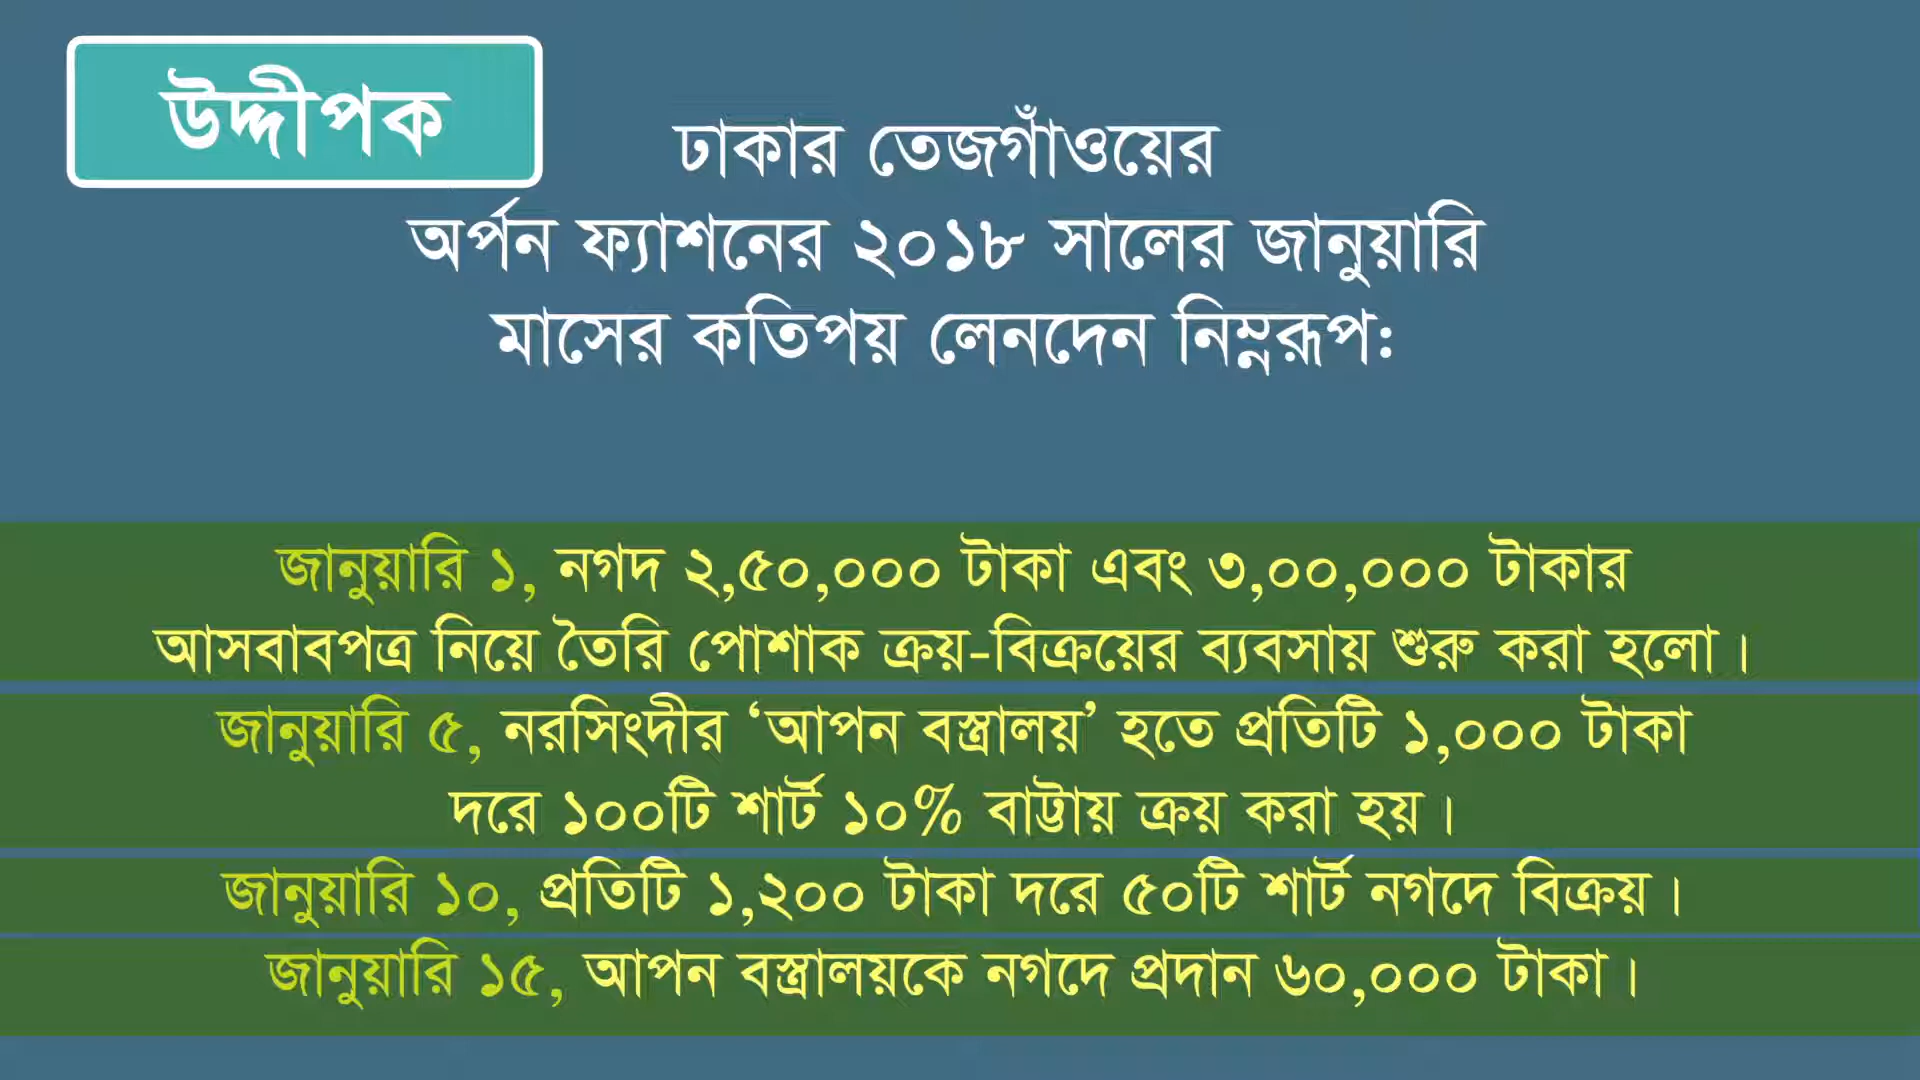 উদ্দীপক
ঢাকার তেজগাঁওয়ের
অর্পন ফ্যাশনের ২০১৮ সালের জানুয়ারি
মাসের কতিপয় লেনদেন নিম্নরূপঃ
জানুয়ারি ১, নগদ ২,৫০,০০০ টাকা এবং ৩,০০,০০০ টাকার
আসবাবপত্র নিয়ে তৈরি পোশাক ক্রয়-বিক্রয়ের ব্যবসায় শুরু করা হলো।
জানুয়ারি ৫, নরসিংদীর ‘আপন বস্ত্রালয়’ হতে প্রতিটি ১,০০০ টাকা
দরে ১০০টি শার্ট ১০% বাট্টায় ক্রয় করা হয়।
জানুয়ারি ১০, প্রতিটি ১,২০০ টাকা দরে ৫০টি শার্ট নগদে বিক্রয়।
জানুয়ারি ১৫, আপন বস্ত্রালয়কে নগদে প্রদান ৬০,০০০ টাকা।